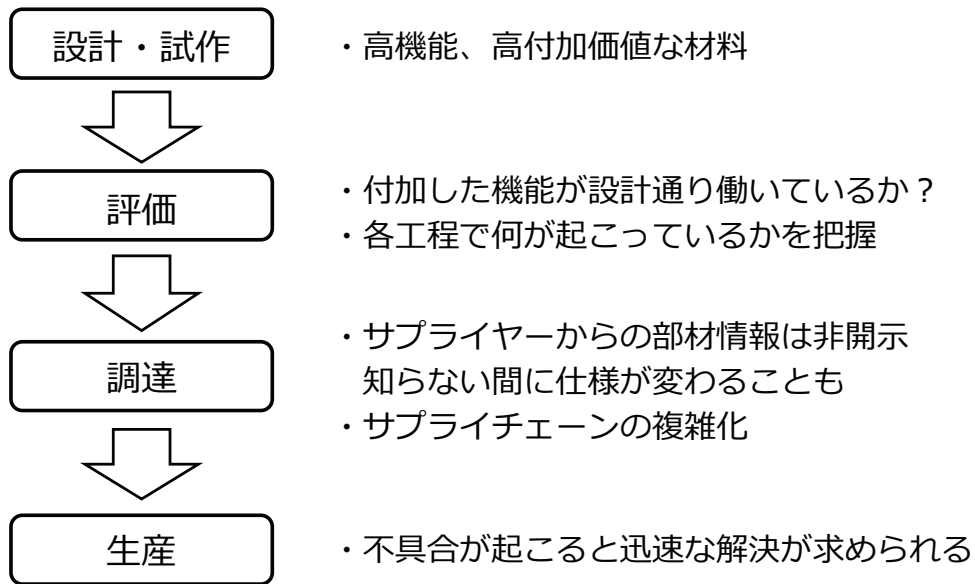 設計・試作
・高機能、高付加価値な材料
評価
・付加した機能が設計通り働いているか？
・各工程で何が起こっているかを把握
調達
・サプライヤーからの部材情報は非開示
知らない間に仕様が変わることも
・サプライチェーンの複雑化
生産
・不具合が起こると迅速な解決が求められる